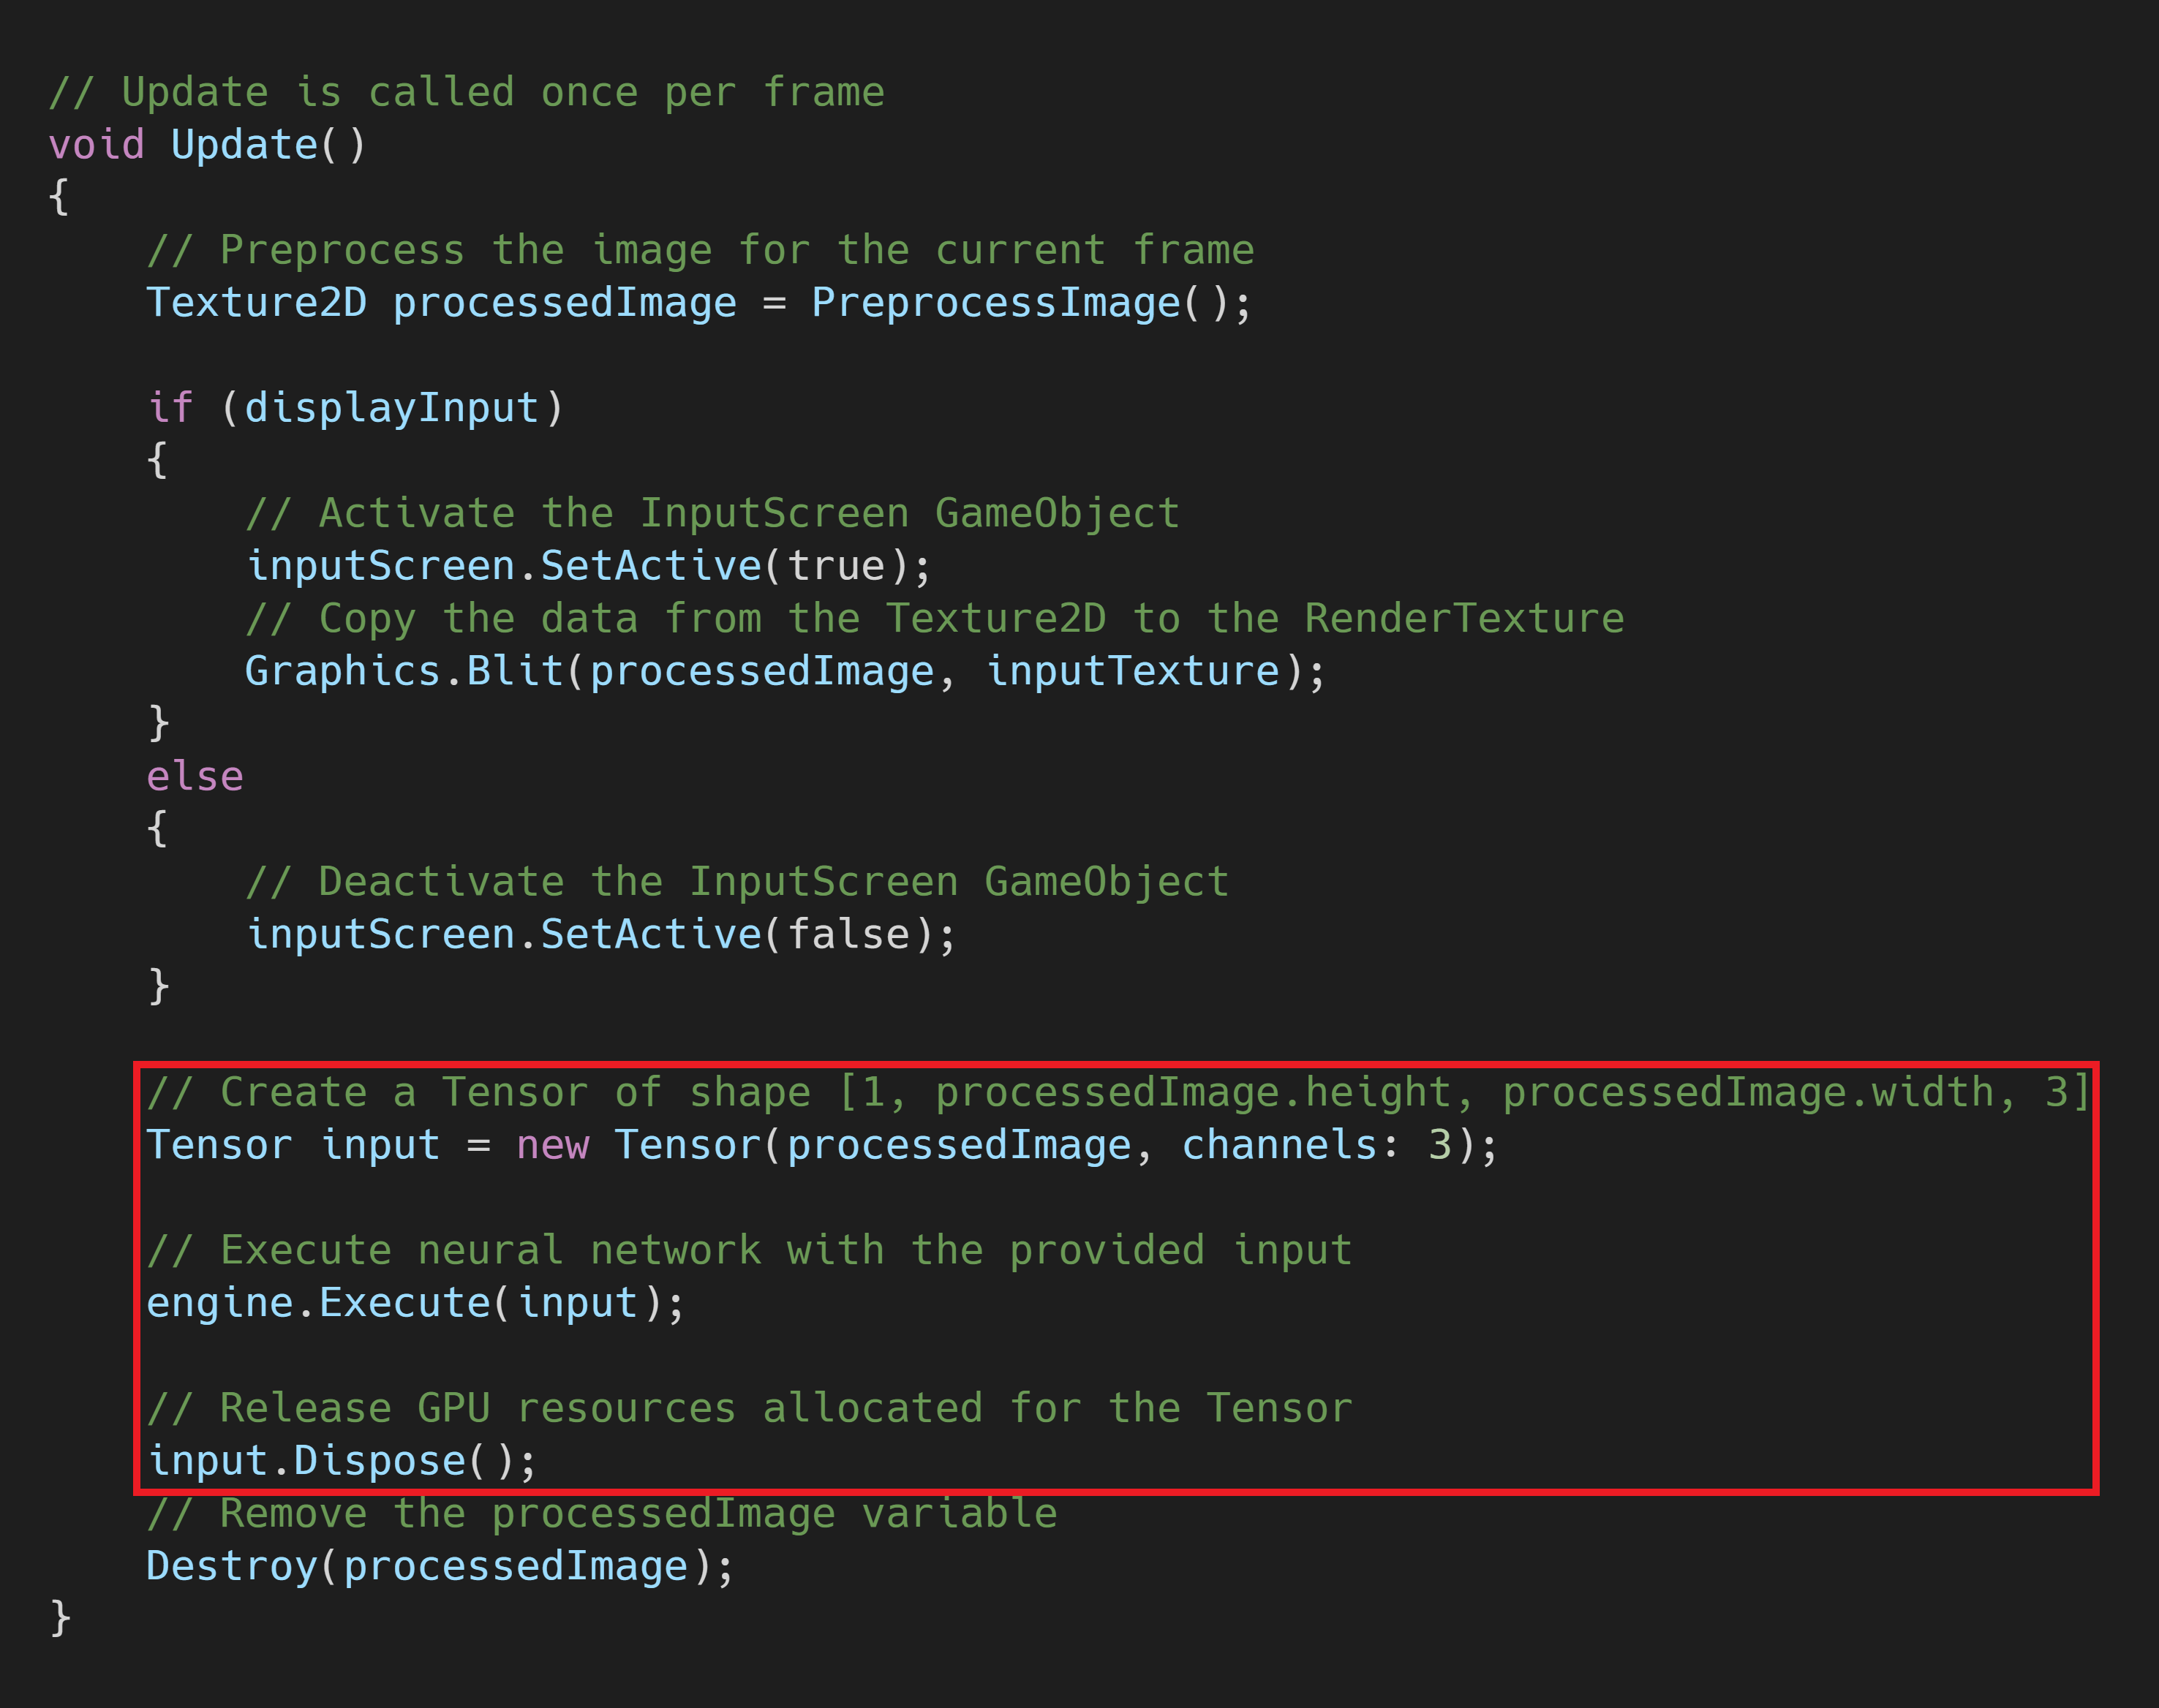 // Update is called once per frame
void Update()
{
    // Preprocess the image for the current frame
    Texture2D processedImage = PreprocessImage();

    if (displayInput)
    {
        // Activate the InputScreen GameObject
        inputScreen.SetActive(true);
        // Copy the data from the Texture2D to the RenderTexture
        Graphics.Blit(processedImage, inputTexture);
    }
    else
    {
        // Deactivate the InputScreen GameObject
        inputScreen.SetActive(false);
    }

    // Create a Tensor of shape [1, processedImage.height, processedImage.width, 3]
    Tensor input = new Tensor(processedImage, channels: 3);

    // Execute neural network with the provided input
    engine.Execute(input);

    // Release GPU resources allocated for the Tensor
    input.Dispose();
    // Remove the processedImage variable
    Destroy(processedImage);
}